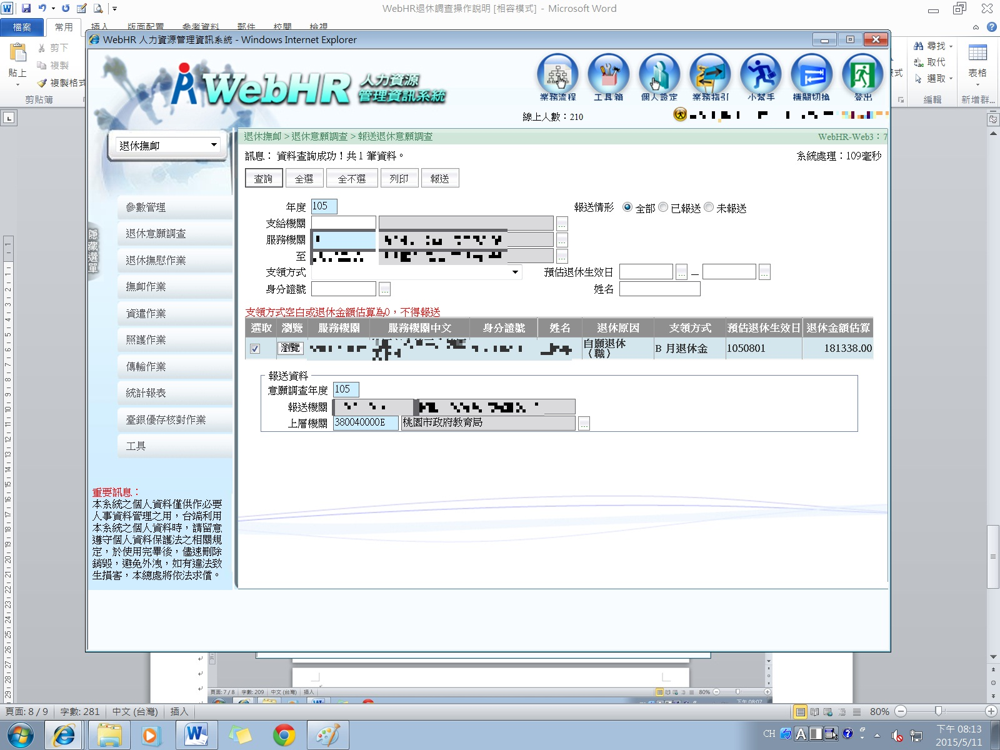 WebHR退休調查操作說明 [相容模式] - Microsoft Word
檔案 常用 插入 版面配置 參考資料 郵件 校閱 檢視
貼上 剪下
複製
複製格式
剪貼簿
尋找
取代
選取
編輯
表格
新增群...
WebHR 人力資源管理資訊系統 - Windows Internet Explorer
WebHR 人力資源
管理資訊系統
業務流程 工具箱 個人設定 業務指引 小幫手 機關切換 登出
線上人數：210
退休撫卹
退休撫卹 > 退休意願調查 > 報送退休意願調查 WebHR-Web3：7
訊息： 資料查詢成功！共 1 筆資料。 系統處理：109毫秒
查詢 全選 全不選 列印 報送
年度 105 報送情形 全部 已報送 未報送
支給機關 ...
服務機關 ...
至 ...
支領方式 預估退休生效日 ... — ...
身分證號 ... 姓名
支領方式空白或退休金額估算為0，不得報送
選取 瀏覽 服務機關 服務機關中文 身分證號 姓名 退休原因 支領方式 預估退休生效日 退休金額估算
瀏覽 自願退休（職） B 月退休金 1050801 181338.00
報送資料
意願調查年度 105
報送機關
上層機關 380040000E 桃園市政府教育局 ...
參數管理
退休意願調查
退休撫慰作業
撫卹作業
資遣作業
照護作業
傳輸作業
統計報表
臺銀優存核對作業
工具
隱藏選單
重要訊息：
本系統之個人資料僅供作必要
人事資料管理之用，台端利用
本系統之個人資料時，請留意
遵守個人資料保護法之相關規
定，於使用完畢後，儘速刪除
銷毀，避免外洩，如有違法致
生損害，本總處將依法求償。
頁面: 7 / 8 字數: 209 中文 (台灣) 插入 80%
下午 08:07
頁面: 8 / 9 字數: 281 中文 (台灣) 插入 80%
CH 下午 08:13
2015/5/11